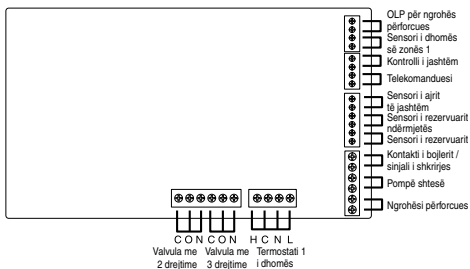 OLP për ngrohës
përforcues
Sensori i dhomës
së zonës 1
Kontrolli i jashtëm
Telekomanduesi
Sensori i ajrit
të jashtëm
Sensori i rezervuarit
ndërmjetës
Sensori i rezervuarit
Kontakti i bojlerit /
sinjali i shkrirjes
Pompë shtesë
Ngrohësi përforcues
C O N C O N H C N L
Valvula me Valvula me Termostati 1
2 drejtime 3 drejtime i dhomës